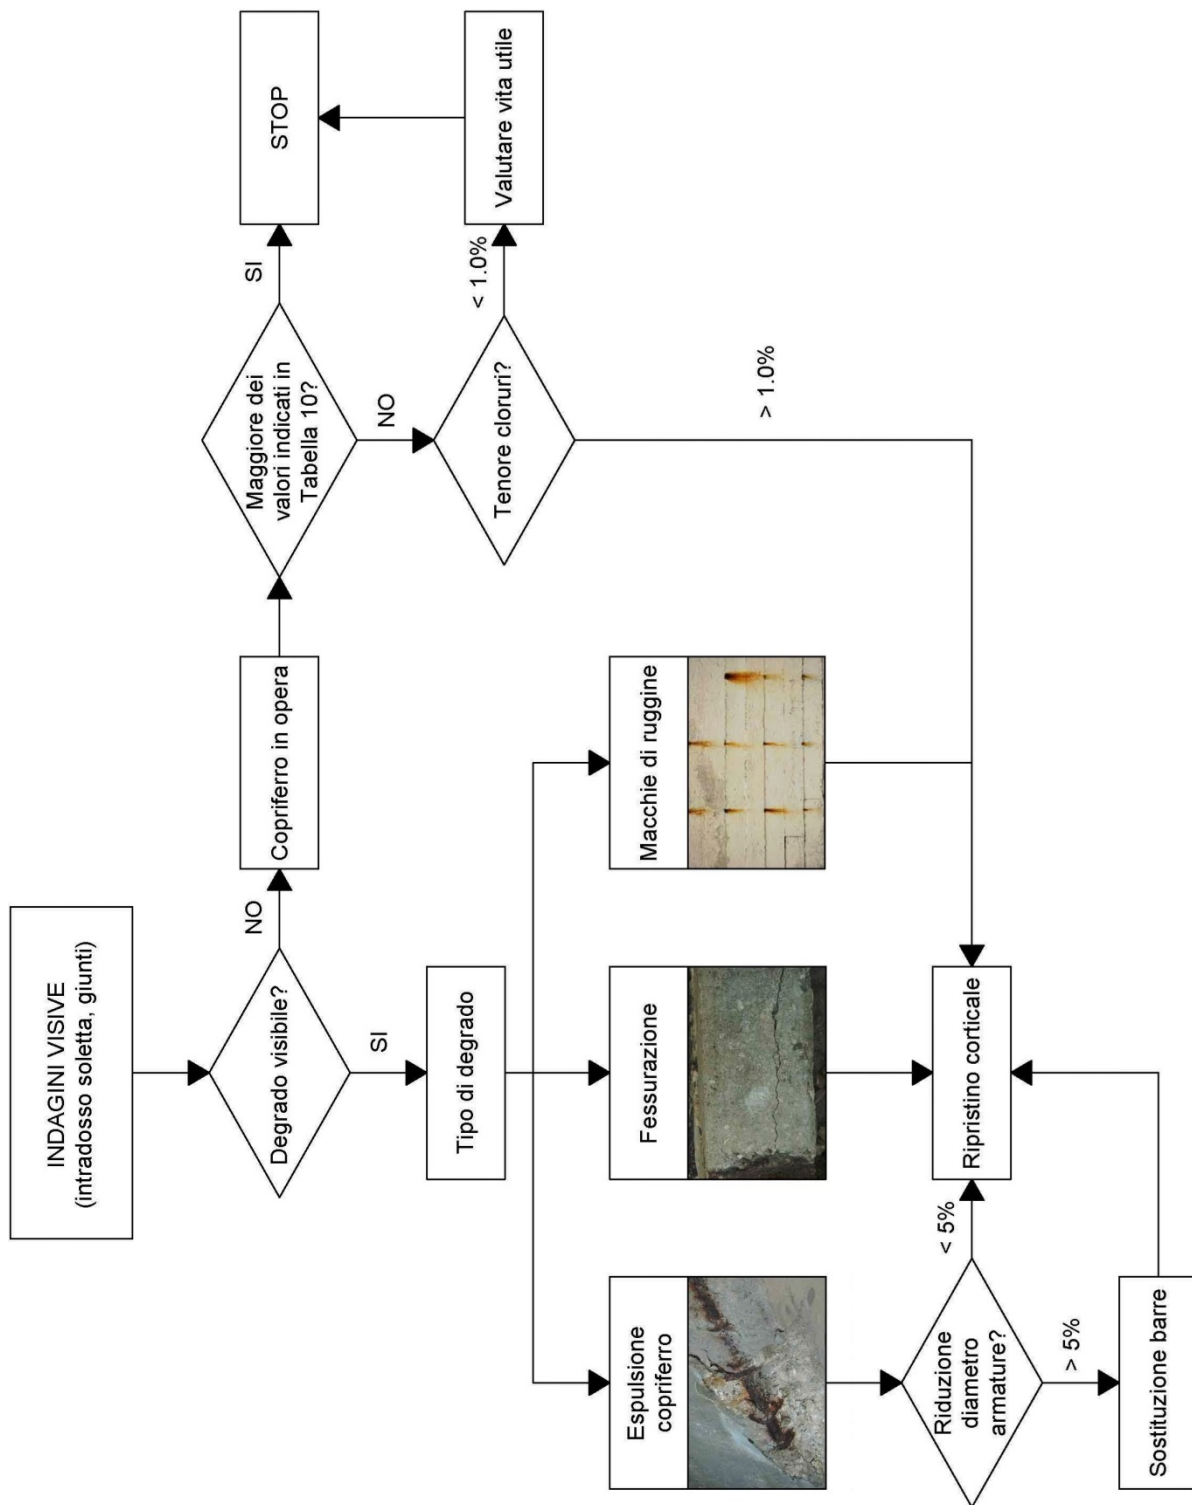 INDAGINI VISIVE
(intradosso soletta, giunti)
Degrado visibile?
NO
SI
Copriferro in opera
Maggiore dei
valori indicati in
Tabella 10?
SI
NO
STOP
Tenore cloruri?
< 1.0%
> 1.0%
Valutare vita utile
Tipo di degrado
Espulsione
copriferro
Fessurazione
Macchie di ruggine
Riduzione
diametro
armature?
< 5%
> 5%
Ripristino corticale
Sostituzione barre